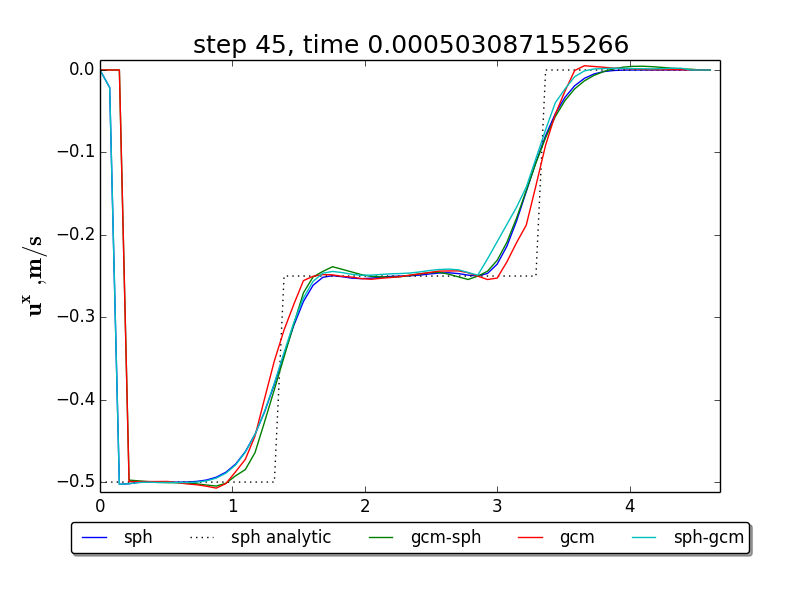 step 45, time 0.000503087155266
0.0
−0.1
−0.2
−0.3
−0.4
−0.5
u^x ,m/s
0 1 2 3 4
sph sph analytic gcm-sph gcm sph-gcm